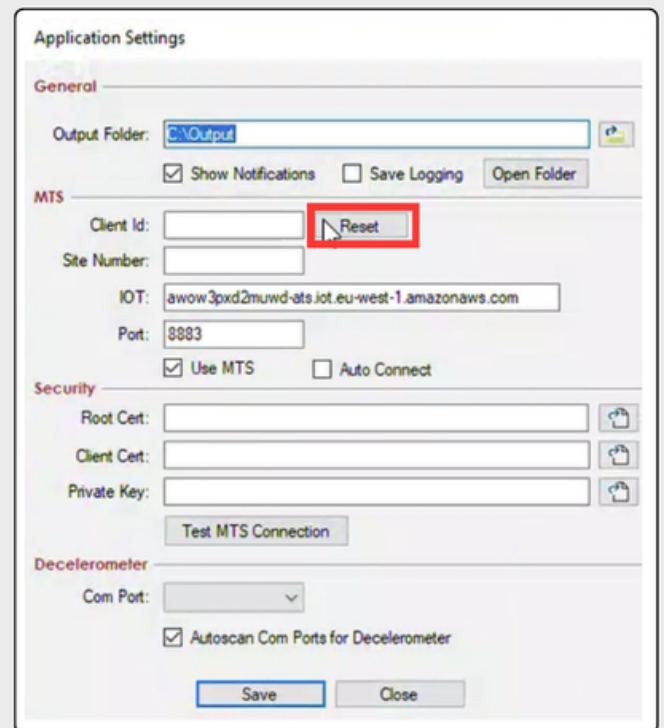 Application Settings
General
Output Folder: C:\Output
Show Notifications Save Logging Open Folder
MTS
Client Id: Reset
Site Number:
IOT: awow3pxd2muwd-ats.iot.eu-west-1.amazonaws.com
Port: 8883
Use MTS Auto Connect
Security
Root Cert:
Client Cert:
Private Key:
Test MTS Connection
Decelerometer
Com Port:
Autoscan Com Ports for Decelerometer
Save Close